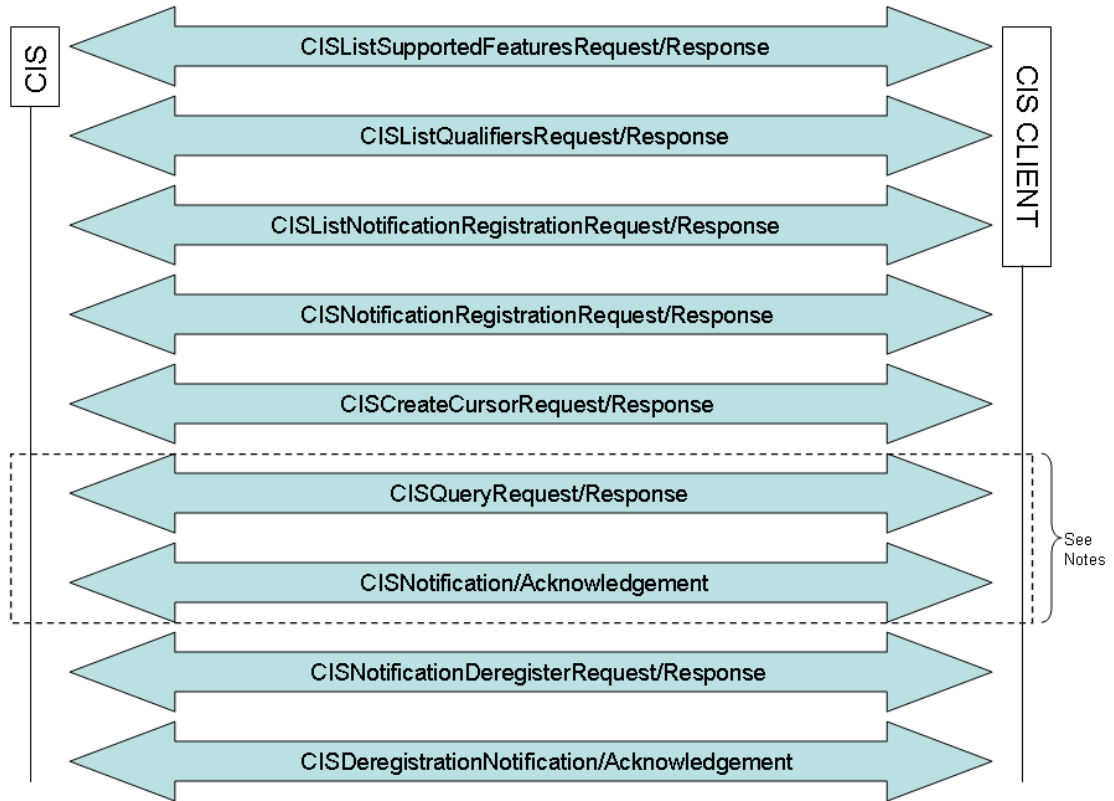 CIS
CIS CLIENT
CISListSupportedFeaturesRequest/Response
CISListQualifiersRequest/Response
CISListNotificationRegistrationRequest/Response
CISNotificationRegistrationRequest/Response
CISCreateCursorRequest/Response
CISQueryRequest/Response
See
Notes
CISNotification/Acknowledgement
CISNotificationDeregisterRequest/Response
CISDeregistrationNotification/Acknowledgement